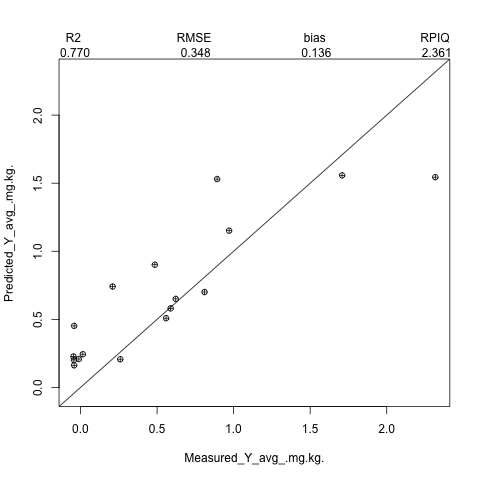 R2 RMSE bias RPIQ
0.770 0.348 0.136 2.361
Predicted_Y_avg_.mg.kg.
2.0
1.5
1.0
0.5
0.0
0.0 0.5 1.0 1.5 2.0
Measured_Y_avg_.mg.kg.